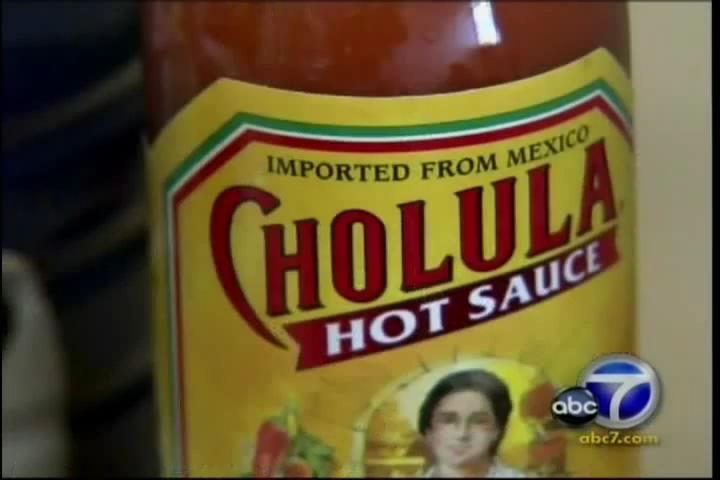 IMPORTED FROM MEXICO
CHOLULA
HOT SAUCE
abc 7
abc7.com